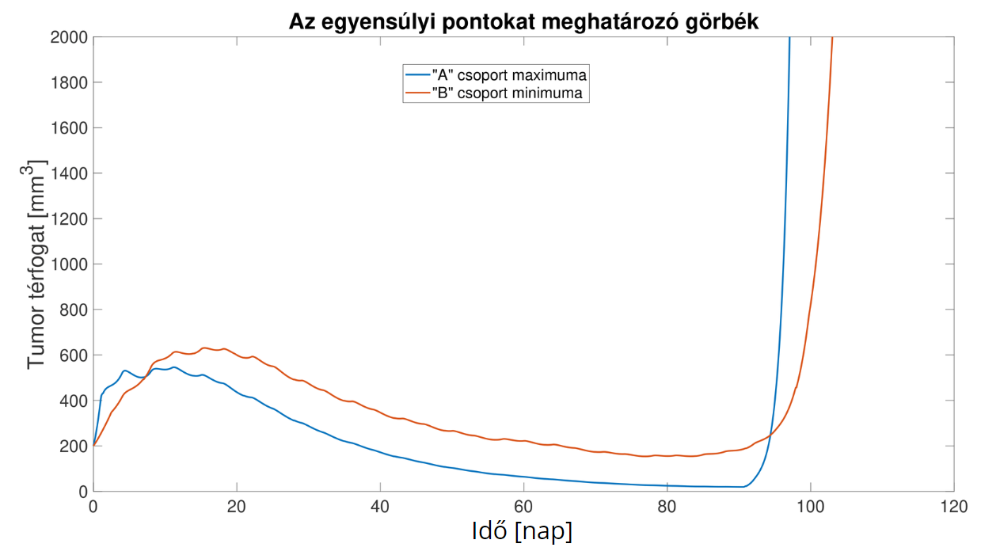 Az egyensúlyi pontokat meghatározó görbék
"A" csoport maximuma
"B" csoport minimuma
Tumor térfogat [mm³]
2000
1800
1600
1400
1200
1000
800
600
400
200
0
0 20 40 60 80 100 120
Idő [nap]